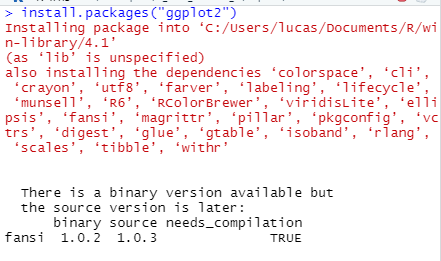 > install.packages("ggplot2")
Installing package into ‘C:/Users/lucas/Documents/R/wi
n-library/4.1’
(as ‘lib’ is unspecified)
also installing the dependencies ‘colorspace’, ‘cli’,
‘crayon’, ‘utf8’, ‘farver’, ‘labeling’, ‘lifecycle’,
‘munsell’, ‘R6’, ‘RColorBrewer’, ‘viridisLite’, ‘elli
psis’, ‘fansi’, ‘magrittr’, ‘pillar’, ‘pkgconfig’, ‘vc
trs’, ‘digest’, ‘glue’, ‘gtable’, ‘isoband’, ‘rlang’,
‘scales’, ‘tibble’, ‘withr’
There is a binary version available but
the source version is later:
binary source needs_compilation
fansi 1.0.2 1.0.3 TRUE